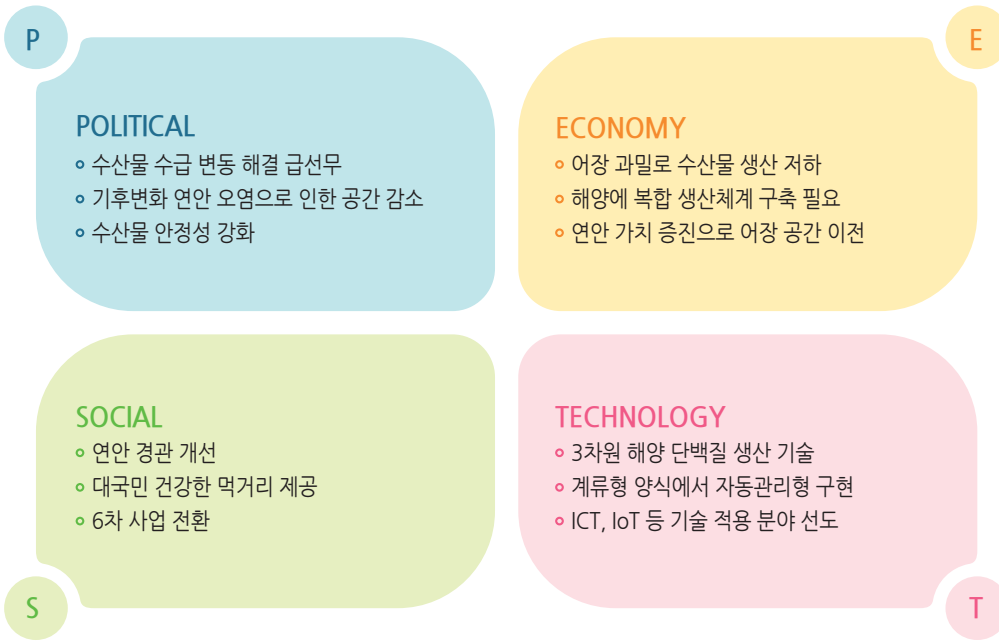 P
POLITICAL
수산물 수급 변동 해결 급선무
기후변화 연안 오염으로 인한 공간 감소
수산물 안정성 강화
E
ECONOMY
어장 과밀로 수산물 생산 저하
해양에 복합 생산체계 구축 필요
연안 가치 증진으로 어장 공간 이전
S
SOCIAL
연안 경관 개선
대국민 건강한 먹거리 제공
6차 사업 전환
T
TECHNOLOGY
3차원 해양 단백질 생산 기술
계류형 양식에서 자동관리형 구현
ICT, IoT 등 기술 적용 분야 선도